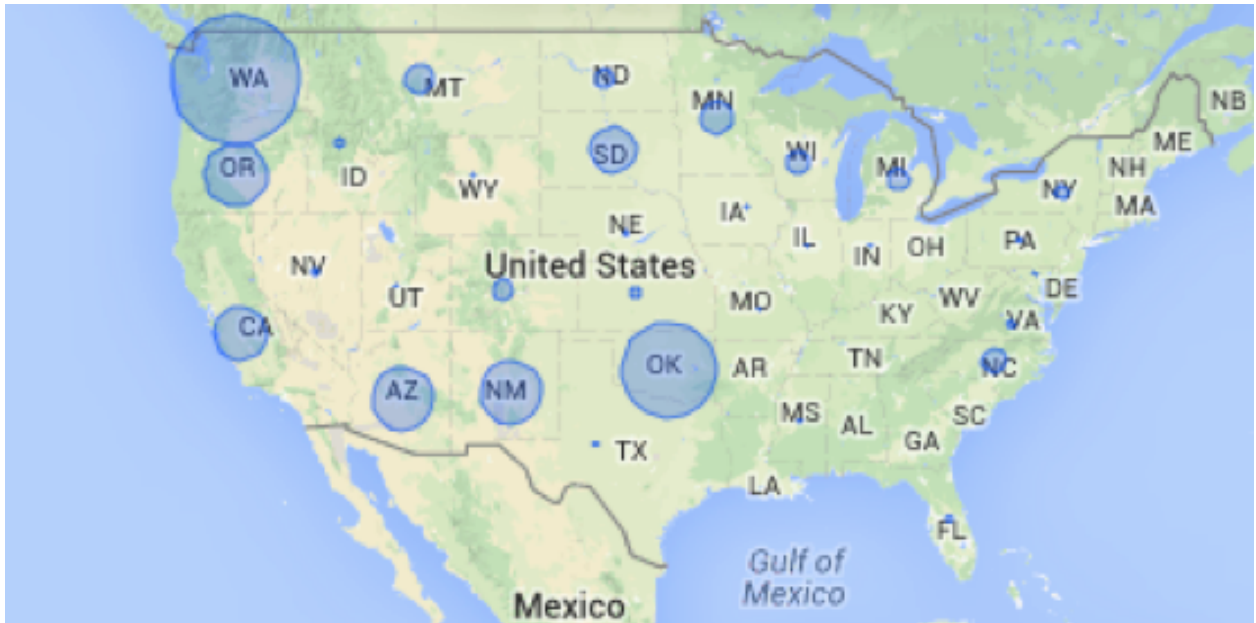 WA
MT
ND
MN
NB
OR
ID
SD
WI
MI
ME
WY
NH
NY
MA
NE
IA
IL
IN
OH
PA
NV
United States
UT
MO
KY
WV
DE
CA
VA
AZ
NM
OK
AR
TN
NC
MS
AL
SC
GA
TX
LA
FL
Gulf of
Mexico
Mexico